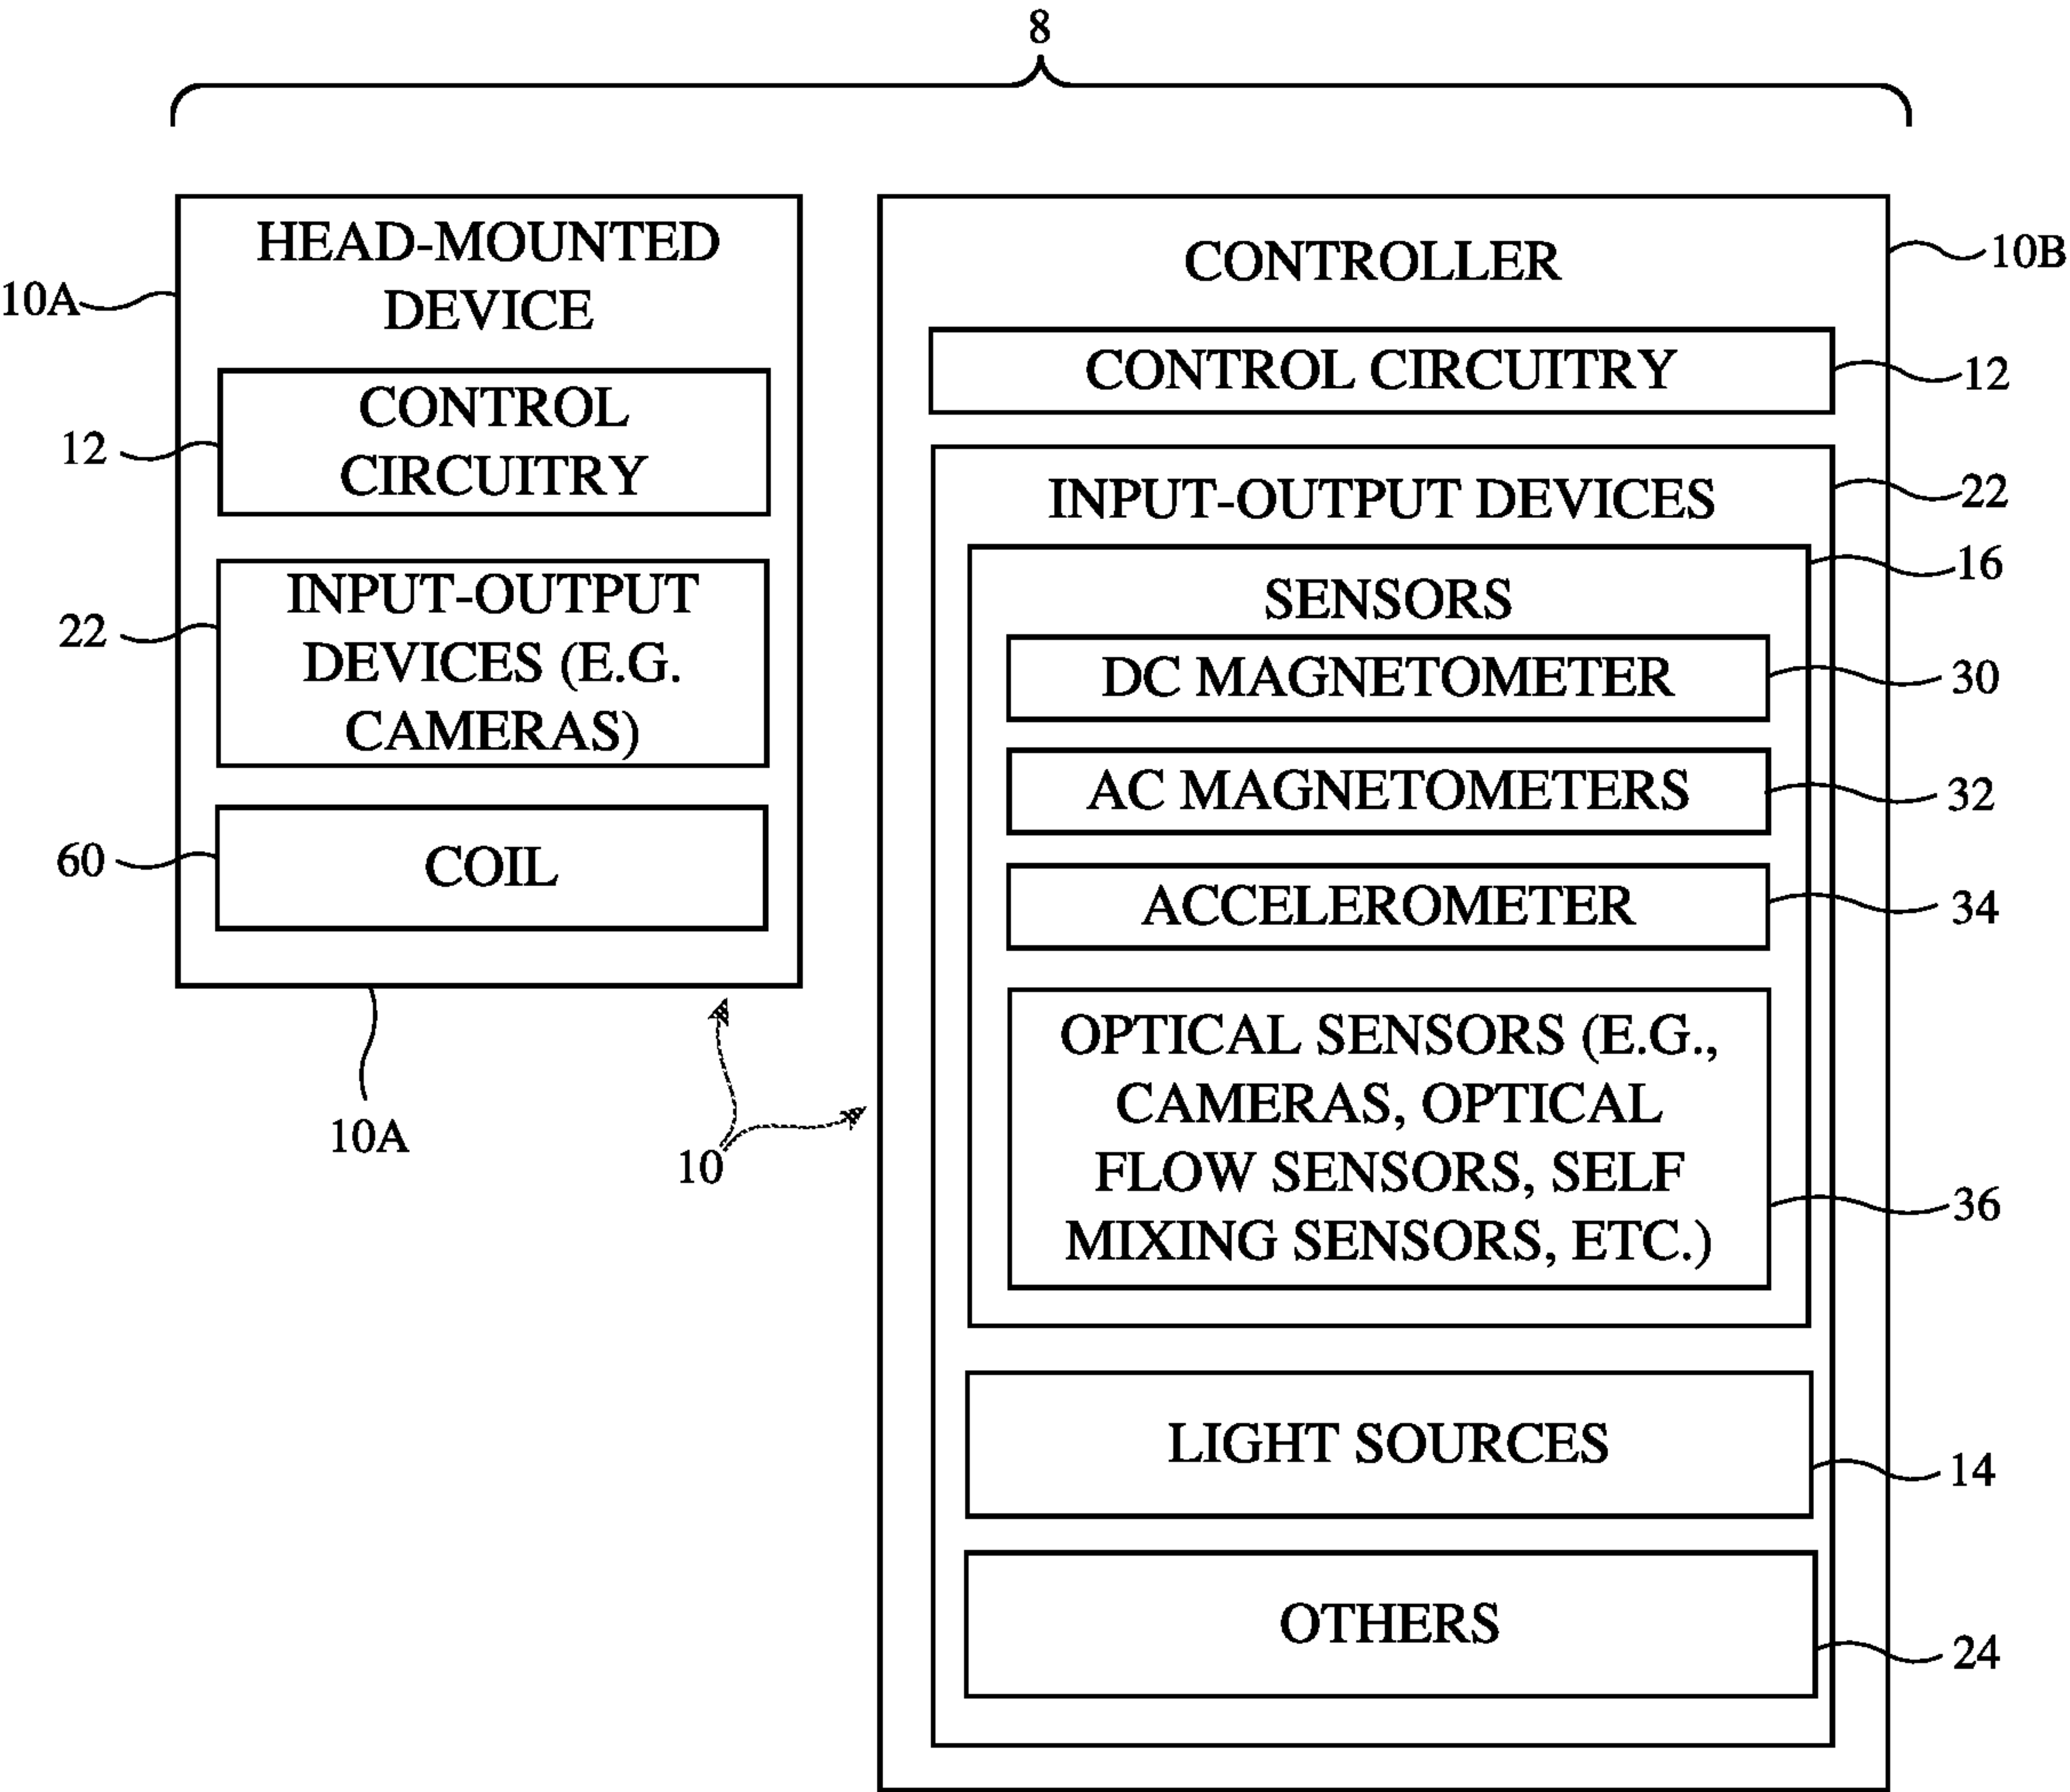 8
HEAD-MOUNTED
DEVICE
10A
CONTROL
CIRCUITRY
12
INPUT-OUTPUT
DEVICES (E.G.
CAMERAS)
22
COIL
60
10A
10
CONTROLLER
10B
CONTROL CIRCUITRY
12
INPUT-OUTPUT DEVICES
22
SENSORS
16
DC MAGNETOMETER
30
AC MAGNETOMETERS
32
ACCELEROMETER
34
OPTICAL SENSORS (E.G.,
CAMERAS, OPTICAL
FLOW SENSORS, SELF
MIXING SENSORS, ETC.)
36
LIGHT SOURCES
14
OTHERS
24